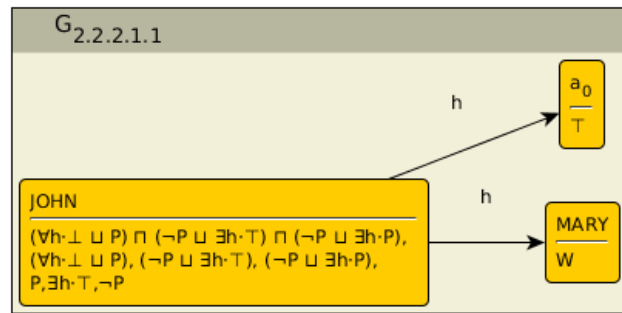 G2.2.2.1.1
a0
⊤
h
h
JOHN
(∀h·⊥ ⊔ P) ⊓ (¬P ⊔ ∃h·⊤) ⊓ (¬P ⊔ ∃h·P),
(∀h·⊥ ⊔ P), (¬P ⊔ ∃h·⊤), (¬P ⊔ ∃h·P),
P,∃h·⊤,¬P
MARY
W